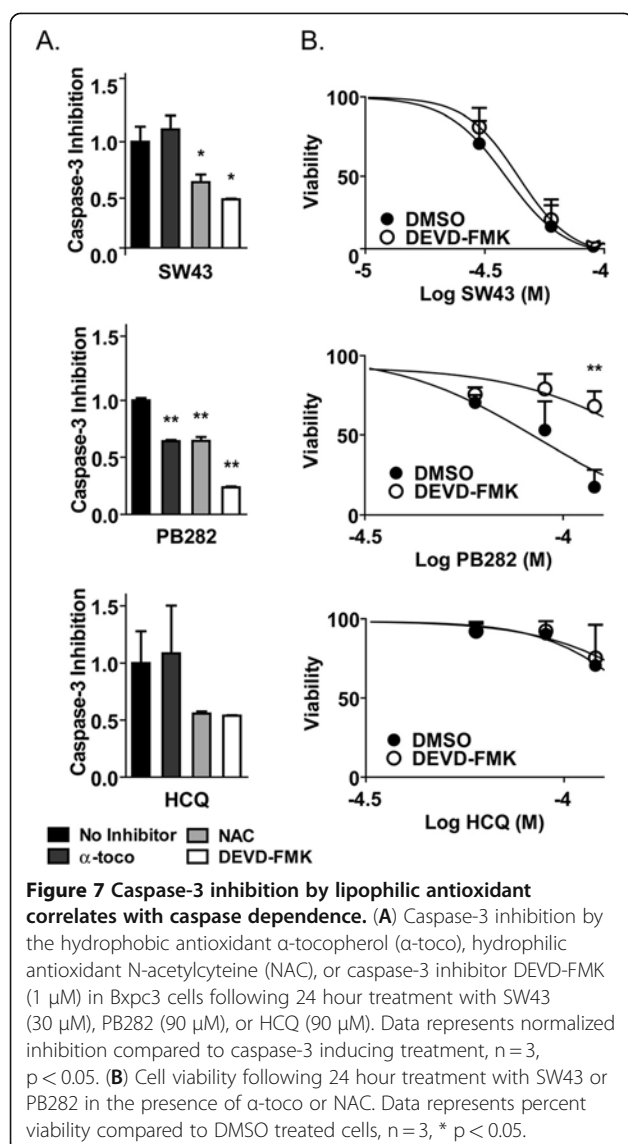 A.
B.
1.5
1.0
0.5
0.0
Caspase-3 Inhibition
*
*
SW43
100
50
0
Viability
DMSO
DEVD-FMK
-5
-4.5
-4
Log SW43 (M)
1.5
1.0
0.5
0.0
Caspase-3 Inhibition
**
**
**
PB282
100
50
0
Viability
**
DMSO
DEVD-FMK
-4.5
-4
Log PB282 (M)
1.5
1.0
0.5
0.0
Caspase-3 Inhibition
HCQ
100
50
0
Viability
DMSO
DEVD-FMK
-4.5
-4
Log HCQ (M)
No Inhibitor
NAC
α-toco
DEVD-FMK
Figure 7 Caspase-3 inhibition by lipophilic antioxidant
correlates with caspase dependence. (A) Caspase-3 inhibition by
the hydrophobic antioxidant α-tocopherol (α-toco), hydrophilic
antioxidant N-acetylcyteine (NAC), or caspase-3 inhibitor DEVD-FMK
(1 μM) in Bxpc3 cells following 24 hour treatment with SW43
(30 μM), PB282 (90 μM), or HCQ (90 μM). Data represents normalized
inhibition compared to caspase-3 inducing treatment, n = 3,
p < 0.05. (B) Cell viability following 24 hour treatment with SW43 or
PB282 in the presence of α-toco or NAC. Data represents percent
viability compared to DMSO treated cells, n = 3, * p < 0.05.